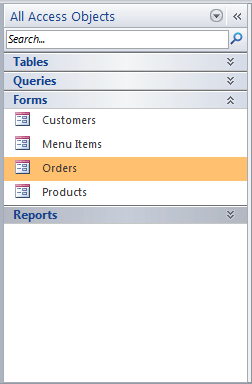 All Access Objects
Search...
Tables
Queries
Forms
Customers
Menu Items
Orders
Products
Reports